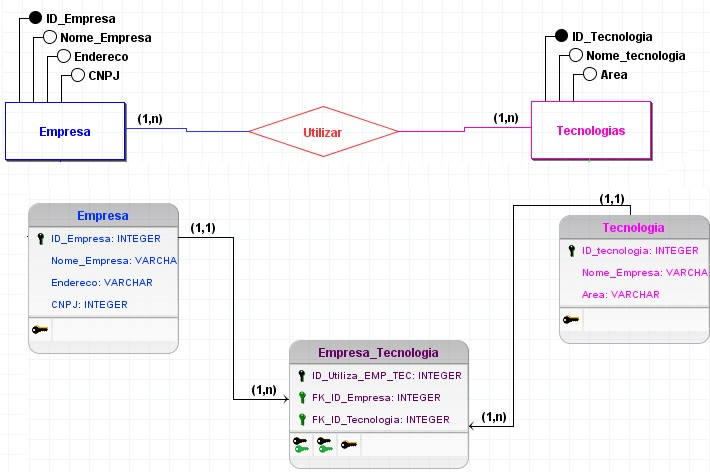 ID_Empresa
Nome_Empresa
Endereco
CNPJ
Empresa
(1,n)
Utilizar
(1,n)
ID_Tecnologia
Nome_tecnologia
Area
Tecnologias
Empresa
ID_Empresa: INTEGER
Nome_Empresa: VARCHA
Endereco: VARCHAR
CNPJ: INTEGER
(1,1)
(1,1)
Tecnologia
ID_tecnologia: INTEGER
Nome_Empresa: VARCHA
Area: VARCHAR
Empresa_Tecnologia
ID_Utiliza_EMP_TEC: INTEGER
FK_ID_Empresa: INTEGER
FK_ID_Tecnologia: INTEGER
(1,n)
(1,n)